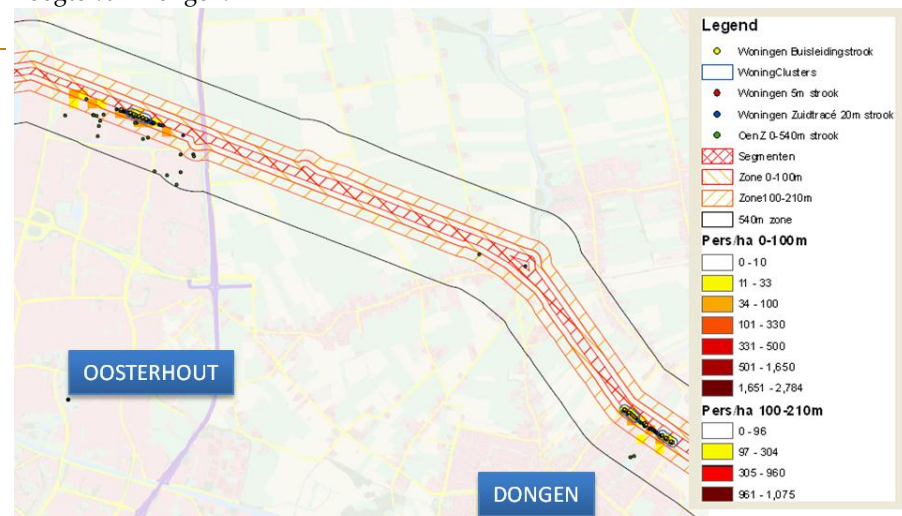 Legend
Woningen Buisleidingstrook
WoningClusters
Woningen 5m strook
Woningen Zuidtracé 20m strook
OenZ 0-540m strook
Segmenten
Zone 0-100m
Zone100-210m
540m zone
Pers/ha 0-100m
0 - 10
11 - 33
34 - 100
101 - 330
331 - 500
501 - 1,650
1,651 - 2,784
Pers/ha 100-210m
0 - 96
97 - 304
305 - 960
961 - 1,075
OOSTERHOUT
DONGEN